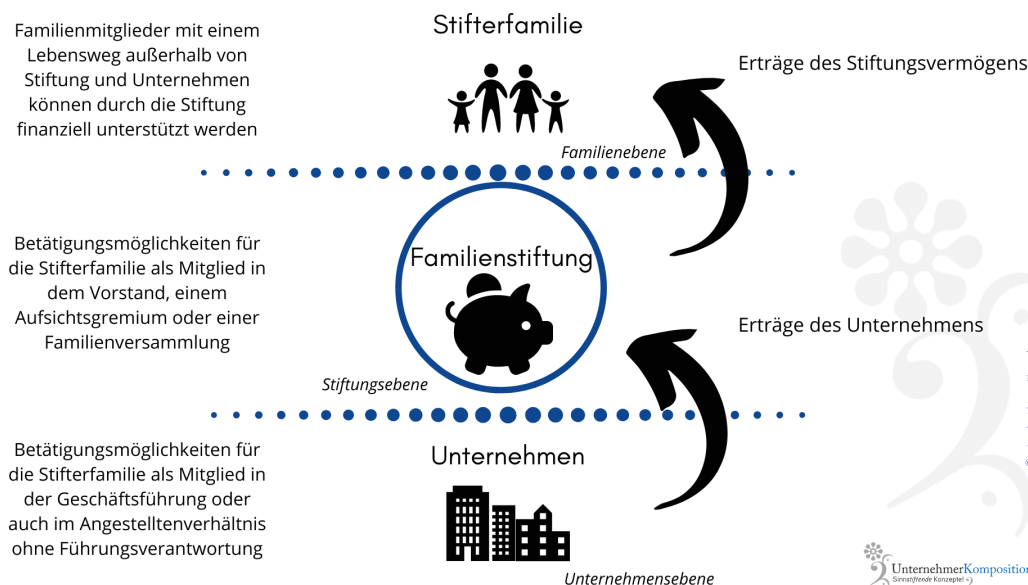 Familienmitglieder mit einem
Lebensweg außerhalb von
Stiftung und Unternehmen
können durch die Stiftung
finanziell unterstützt werden
Stifterfamilie
Erträge des Stiftungsvermögens
Familienebene
Betätigungsmöglichkeiten für
die Stifterfamilie als Mitglied in
dem Vorstand, einem
Aufsichtsgremium oder einer
Familienversammlung
Familienstiftung
Erträge des Unternehmens
Stiftungsebene
Betätigungsmöglichkeiten für
die Stifterfamilie als Mitglied in
der Geschäftsführung oder
auch im Angestelltenverhältnis
ohne Führungsverantwortung
Unternehmen
Unternehmensebene
UnternehmerKomposition
Sinnstiftende Konzepte!